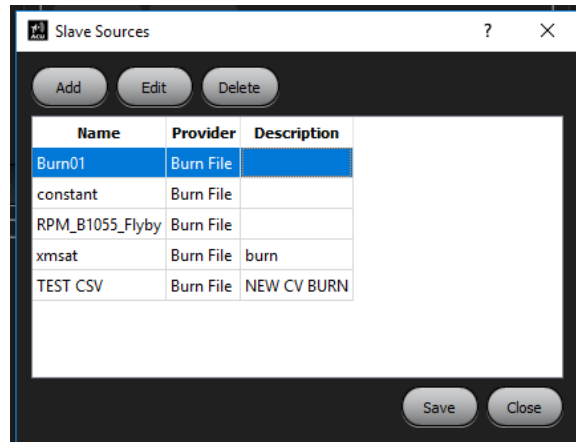 ACU Slave Sources ?
Add Edit Delete
Name Provider Description
Burn01 Burn File
constant Burn File
RPM_B1055_Flyby Burn File
xmsat Burn File burn
TEST CSV Burn File NEW CV BURN
Save Close